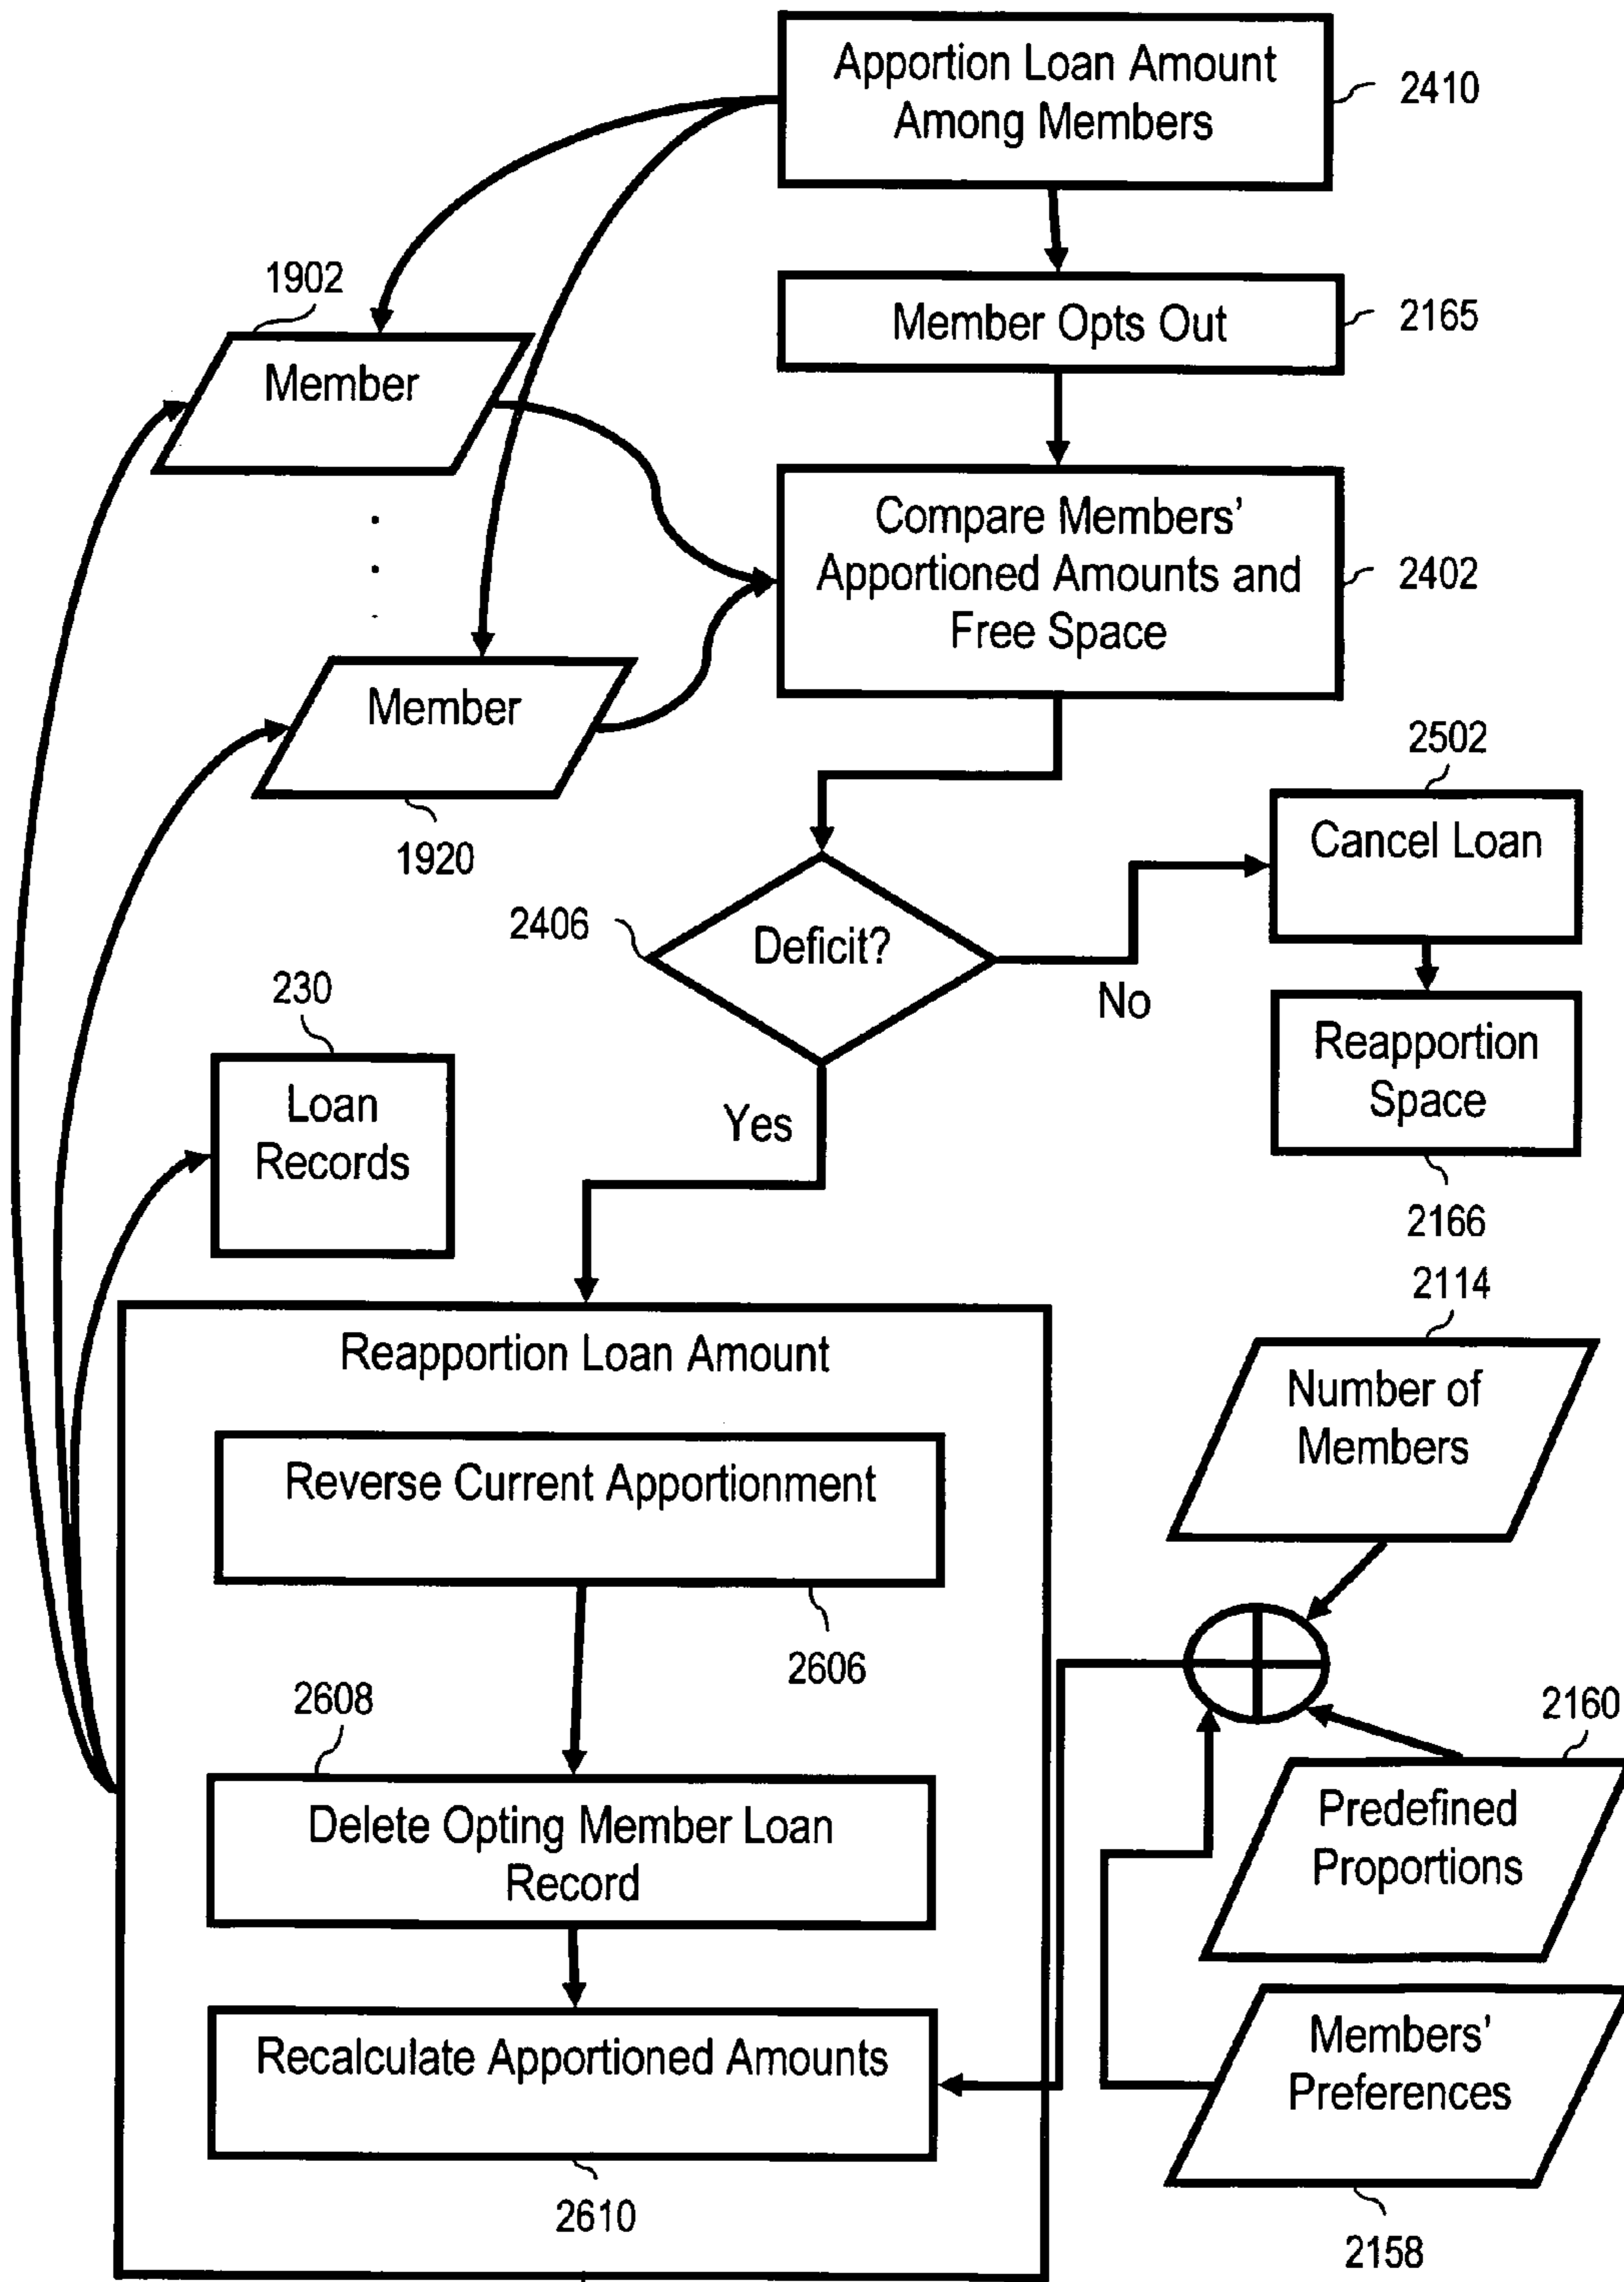 Apportion Loan Amount
Among Members
2410
1902
Member
Member Opts Out
2165
Compare Members’
Apportioned Amounts and
Free Space
2402
Member
1920
2502
Cancel Loan
2406
Deficit?
No
230
Loan
Records
Yes
Reapportion
Space
2166
2114
Reapportion Loan Amount
Number of
Members
Reverse Current Apportionment
2606
2608
2160
Delete Opting Member Loan
Record
Predefined
Proportions
Recalculate Apportioned Amounts
Members’
Preferences
2610
2158